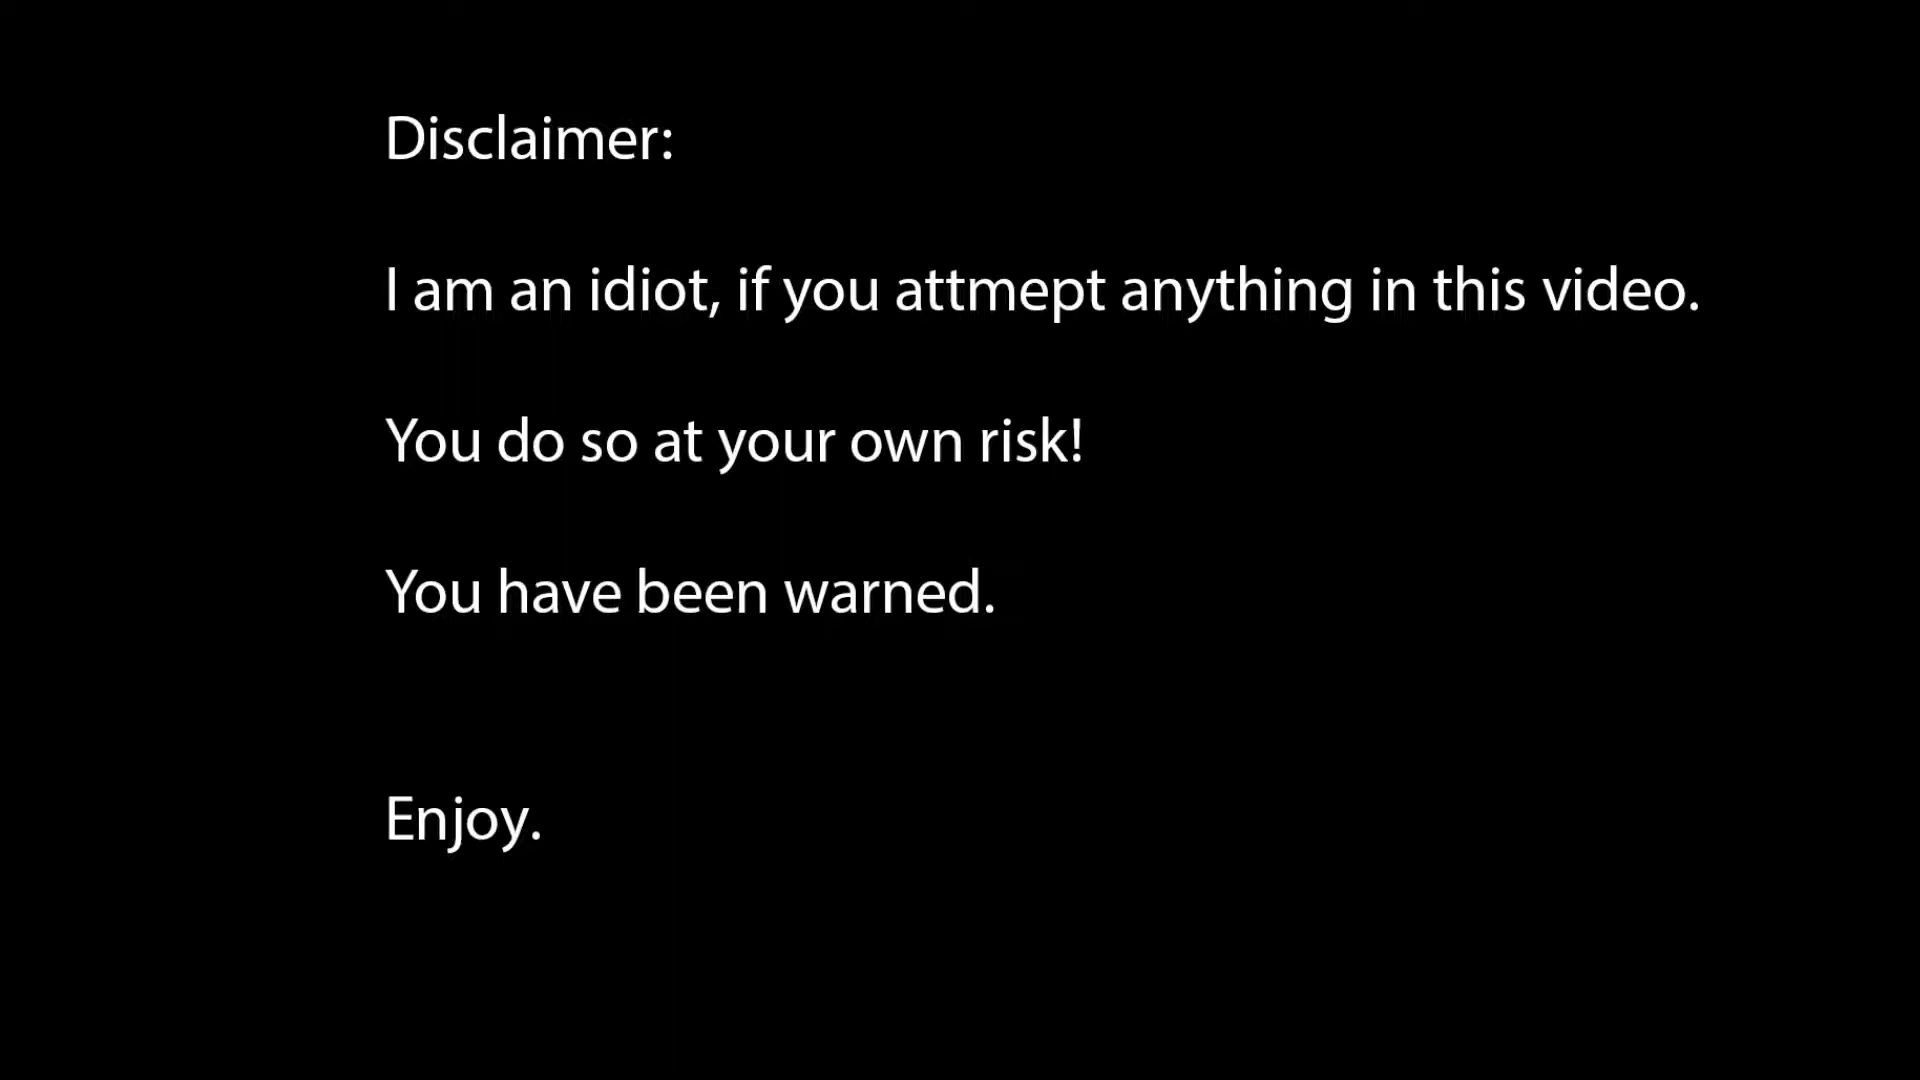 Disclaimer:
I am an idiot, if you attmept anything in this video.
You do so at your own risk!
You have been warned.
Enjoy.